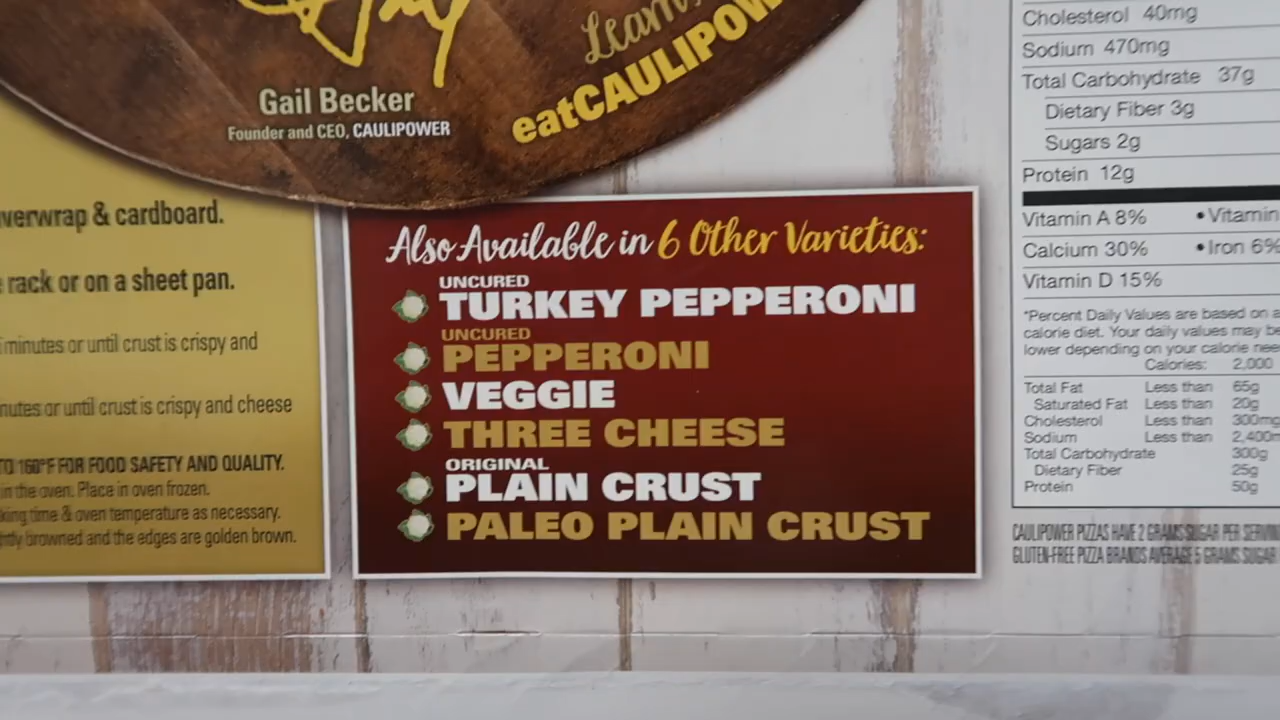 Gail Becker
Founder and CEO, CAULIPOWER
Learn
eatCAULIPOW
verwrap & cardboard.
rack or on a sheet pan.
minutes or until crust is crispy and
nutes or until crust is crispy and cheese
TO 160°F FOR FOOD SAFETY AND QUALITY.
in the oven. Place in oven frozen.
king time & oven temperature as necessary.
htly browned and the edges are golden brown.
Also Available in 6 Other Varieties:
UNCURED
TURKEY PEPPERONI
UNCURED
PEPPERONI
VEGGIE
THREE CHEESE
ORIGINAL
PLAIN CRUST
PALEO PLAIN CRUST
Cholesterol 40mg
Sodium 470mg
Total Carbohydrate 37g
Dietary Fiber 3g
Sugars 2g
Protein 12g
Vitamin A 8% • Vitamin
Calcium 30% • Iron 6%
Vitamin D 15%
*Percent Daily Values are based on a
calorie diet. Your daily values may be
lower depending on your calorie nee
Calories: 2,000
Total Fat Less than 65g
Saturated Fat Less than 20g
Cholesterol Less than 300mg
Sodium Less than 2,400m
Total Carbohydrate 300g
Dietary Fiber 25g
Protein 50g
CAULIPOWER PIZZAS HAVE 2 GRAMS SUGAR PER SERVIN
GLUTEN-FREE PIZZA BRANDS AVERAGE 5 GRAMS SUGAR